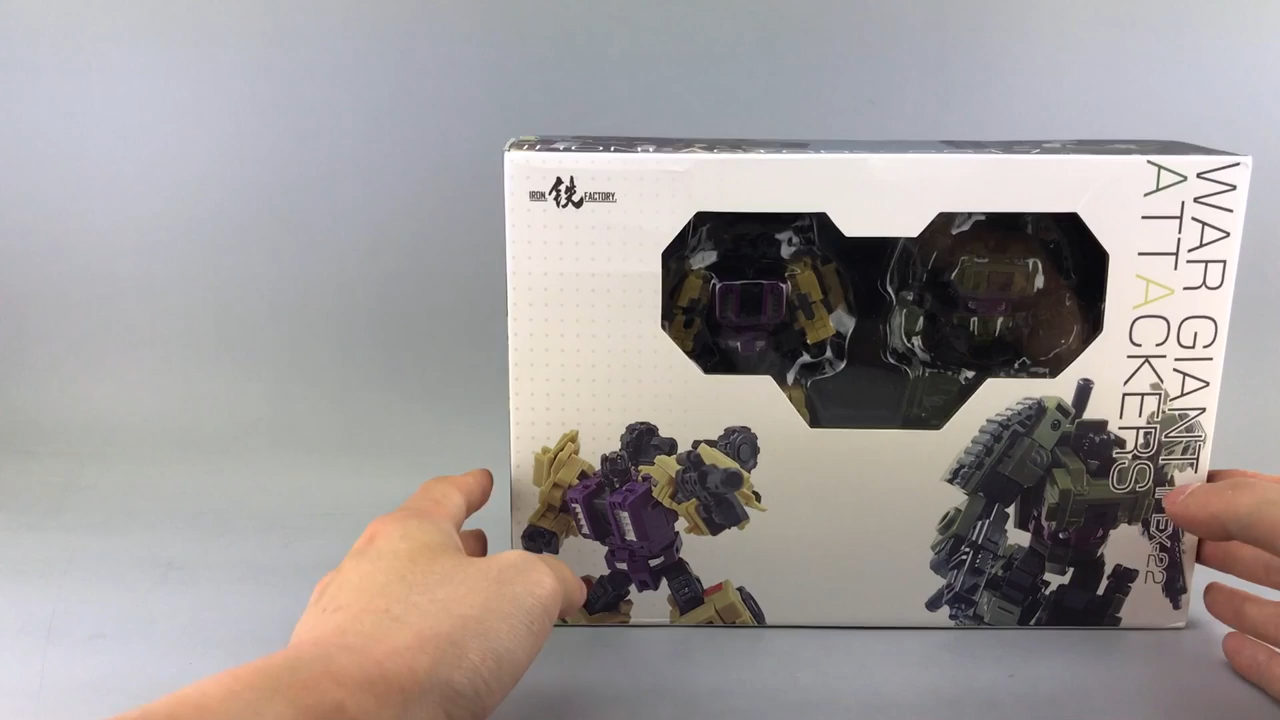 IRON 铁 FACTORY.
WAR GIANT
ATTACKERS
EX-22